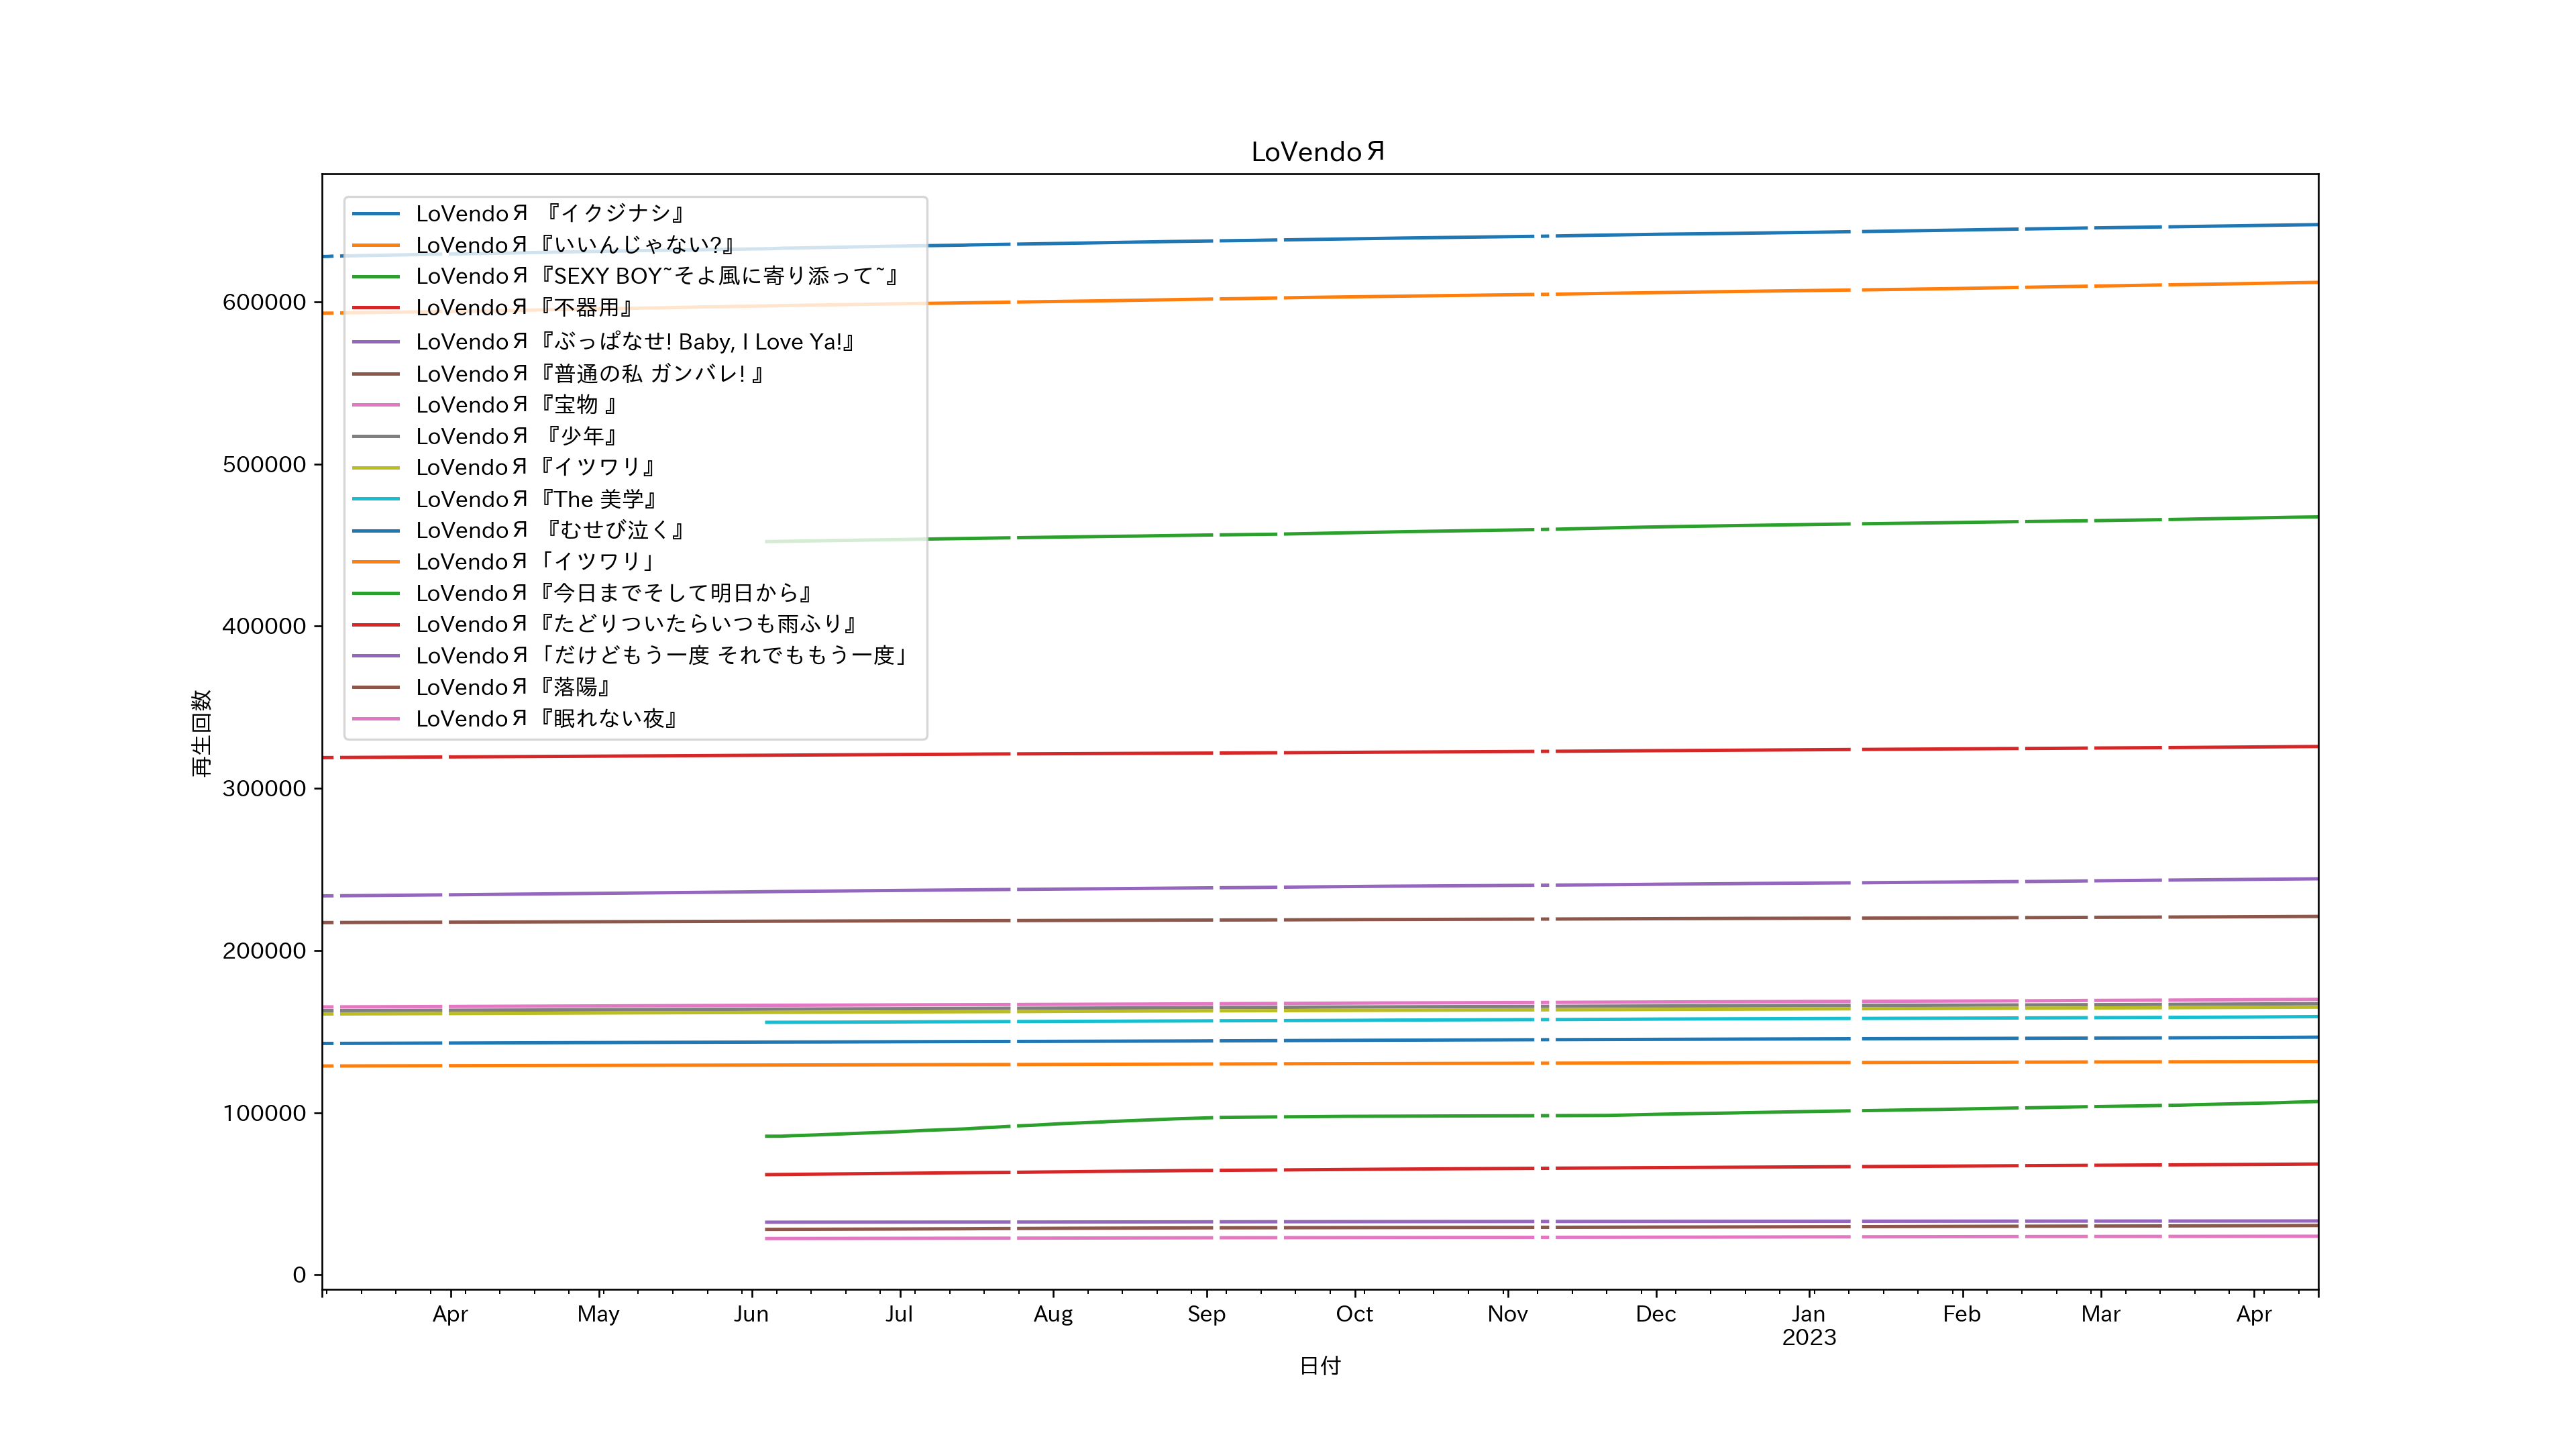 LoVendoЯ
LoVendoЯ 『イクジナシ』
LoVendoЯ『いいんじゃない?』
LoVendoЯ『SEXY BOY~そよ風に寄り添って~』
LoVendoЯ『不器用』
LoVendoЯ『ぶっぱなせ! Baby, I Love Ya!』
LoVendoЯ『普通の私 ガンバレ! 』
LoVendoЯ『宝物 』
LoVendoЯ 『少年』
LoVendoЯ『イツワリ』
LoVendoЯ『The 美学』
LoVendoЯ 『むせび泣く』
LoVendoЯ「イツワリ」
LoVendoЯ『今日までそして明日から』
LoVendoЯ『たどりついたらいつも雨ふり』
LoVendoЯ「だけどもう一度 それでももう一度」
LoVendoЯ『落陽』
LoVendoЯ『眠れない夜』
再生回数
600000
500000
400000
300000
200000
100000
0
Apr May Jun Jul Aug Sep Oct Nov Dec Jan Feb Mar Apr
2023
日付